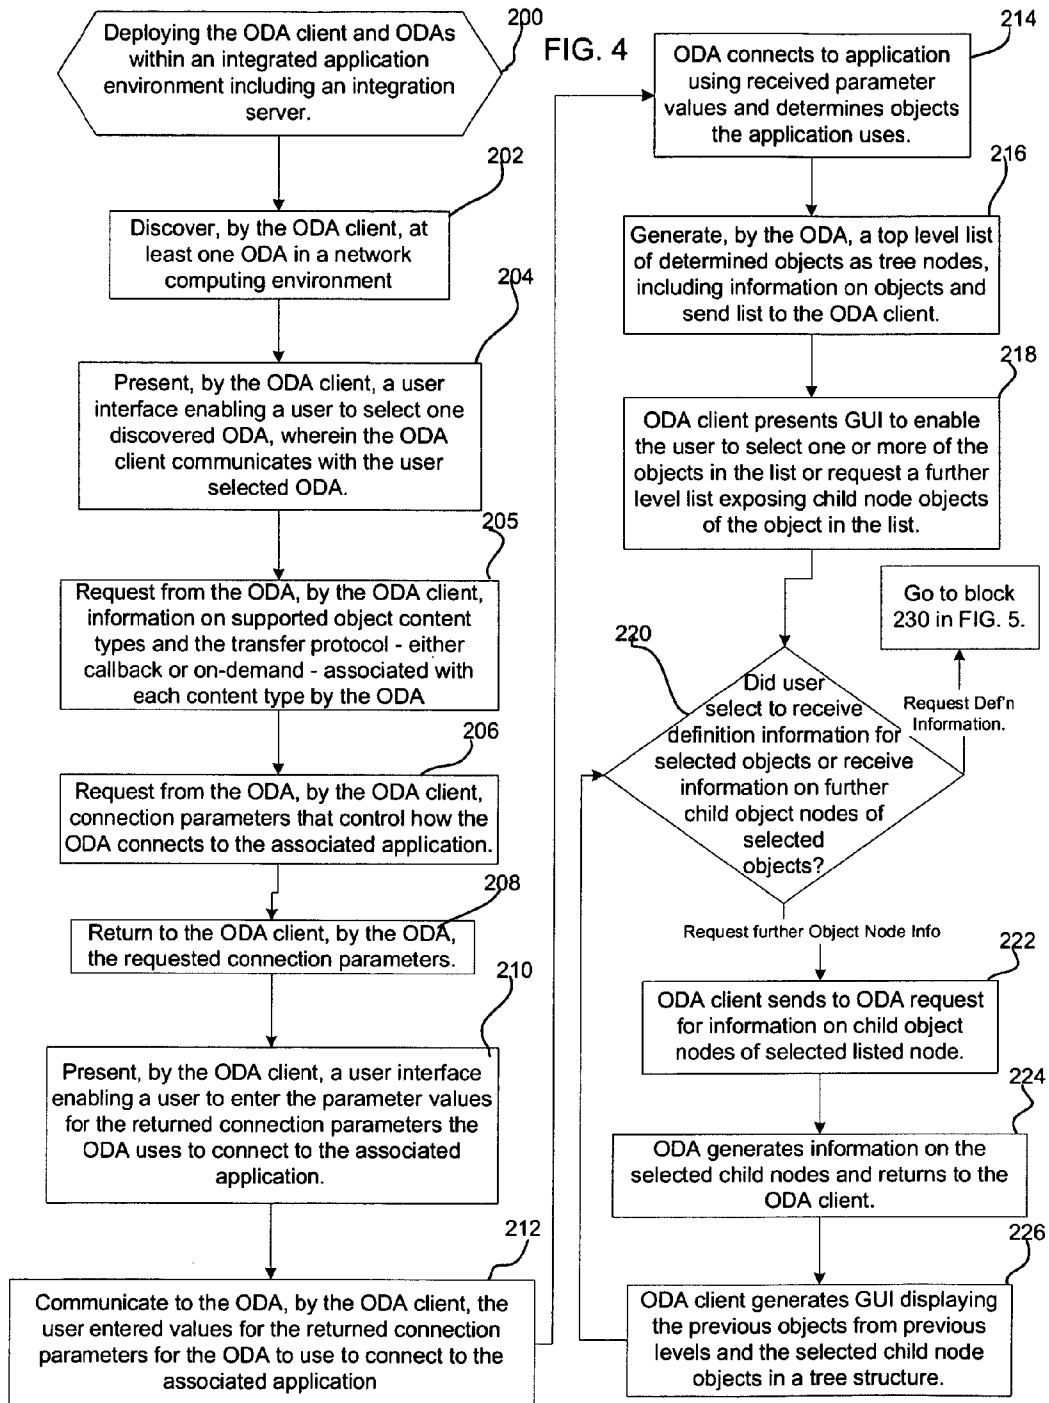 Deploying the ODA client and ODAs
within an integrated application
environment including an integration
server.
200
202
Discover, by the ODA client, at
least one ODA in a network
computing environment
204
Present, by the ODA client, a user
interface enabling a user to select one
discovered ODA, wherein the ODA
client communicates with the user
selected ODA.
205
Request from the ODA, by the ODA client,
information on supported object content
types and the transfer protocol - either
callback or on-demand - associated with
each content type by the ODA
206
Request from the ODA, by the ODA client,
connection parameters that control how the
ODA connects to the associated application.
208
Return to the ODA client, by the ODA,
the requested connection parameters.
210
Present, by the ODA client, a user interface
enabling a user to enter the parameter values
for the returned connection parameters the
ODA uses to connect to the associated
application.
212
Communicate to the ODA, by the ODA client, the
user entered values for the returned connection
parameters for the ODA to use to connect to the
associated application
FIG. 4
214
ODA connects to application
using received parameter
values and determines objects
the application uses.
216
Generate, by the ODA, a top level list
of determined objects as tree nodes,
including information on objects and
send list to the ODA client.
218
ODA client presents GUI to enable
the user to select one or more of the
objects in the list or request a further
level list exposing child node objects
of the object in the list.
Go to block
230 in FIG. 5.
220
Did user
select to receive
definition information for
selected objects or receive
information on further
child object nodes of
selected
objects?
Request Def'n
Information.
Request further Object Node Info
222
ODA client sends to ODA request
for information on child object
nodes of selected listed node.
224
ODA generates information on the
selected child nodes and returns to the
ODA client.
226
ODA client generates GUI displaying
the previous objects from previous
levels and the selected child node
objects in a tree structure.